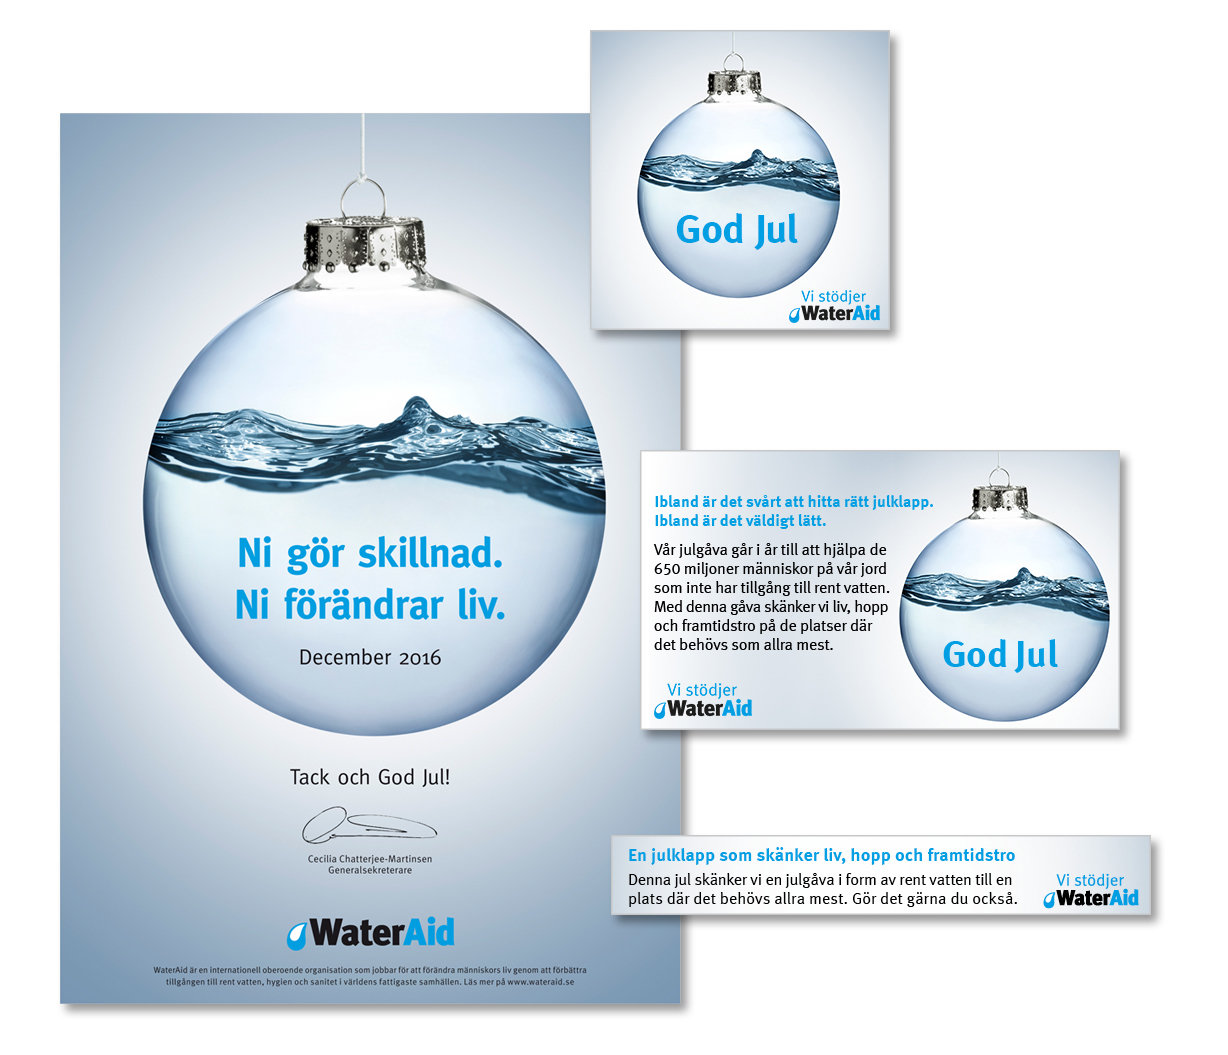 Ni gör skillnad.
Ni förändrar liv.
December 2016
Tack och God Jul!
Cecilia Chatterjee-Martinsen
Generalsekreterare
WaterAid
WaterAid är en internationell oberoende organisation som jobbar för att förändra människors liv genom att förbättra
tillgången till rent vatten, hygien och sanitet i världens fattigaste samhällen. Läs mer på www.wateraid.se
God Jul
Vi stödjer
WaterAid
Ibland är det svårt att hitta rätt julklapp.
Ibland är det väldigt lätt.
Vår julgåva går i år till att hjälpa de
650 miljoner människor på vår jord
som inte har tillgång till rent vatten.
Med denna gåva skänker vi liv, hopp
och framtidstro på de platser där
det behövs som allra mest.
Vi stödjer
WaterAid
God Jul
En julklapp som skänker liv, hopp och framtidstro
Denna jul skänker vi en julgåva i form av rent vatten till en
plats där det behövs allra mest. Gör det gärna du också.
Vi stödjer
WaterAid